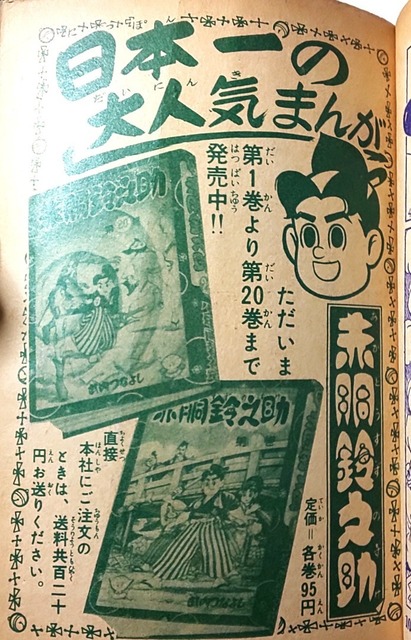 日本一の
大人気まんが
ただいま
第1巻より第20巻まで
発売中!!
赤胴鈴之助
定価=各巻95円
赤胴鈴之助
20
武内つなよし
赤胴鈴之助
武内つなよし
直接
本社にご注文の
ときは、送料共百二十
円お送りください。